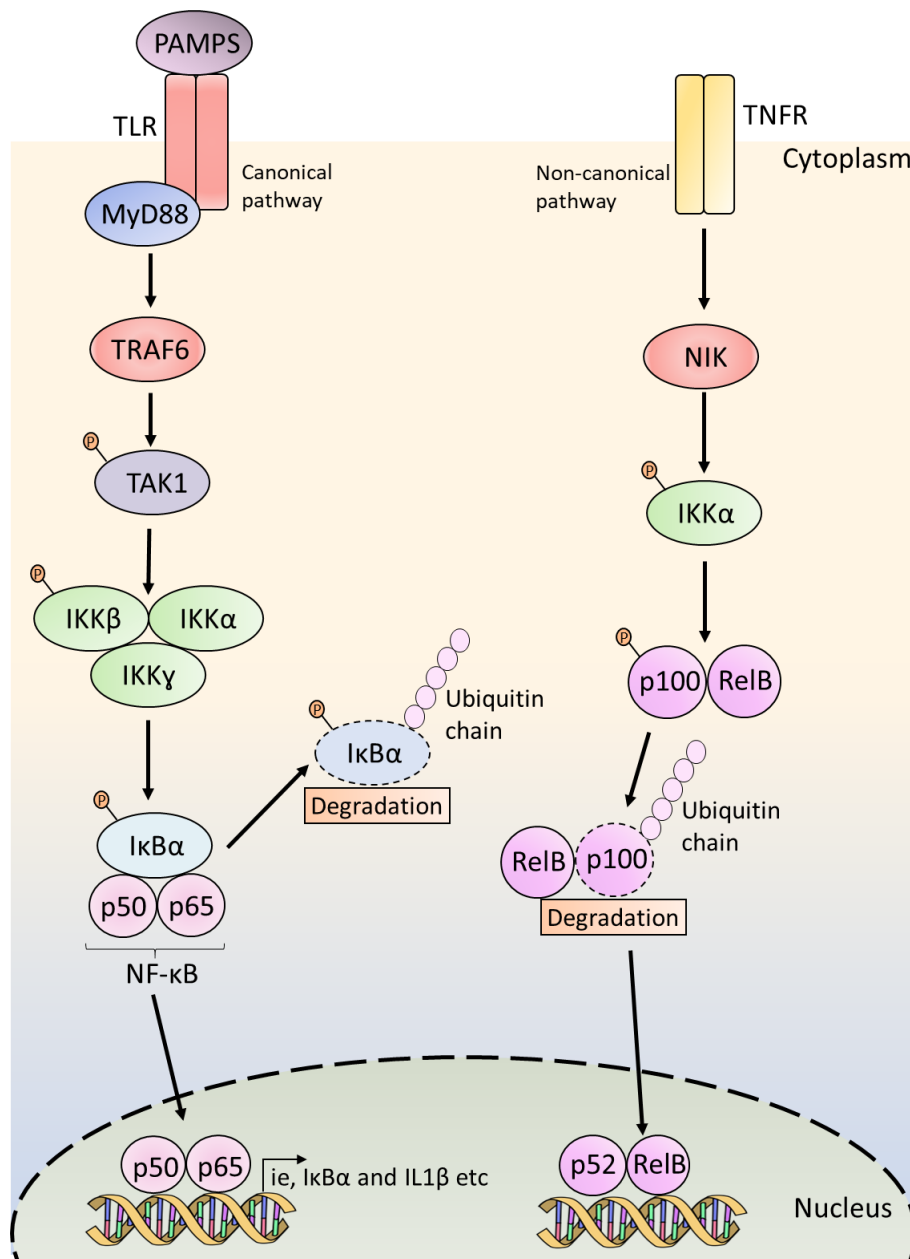 PAMPS
TLR
Canonical
pathway
MyD88
TRAF6
P
TAK1
P
IKKβ
IKKα
IKKɣ
P
IκBα
p50
p65
NF-κB
P
IκBα
Ubiquitin
chain
Degradation
p50
p65
ie, IκBα and IL1β etc
TNFR
Cytoplasm
Non-canonical
pathway
NIK
P
IKKα
P
p100
RelB
Ubiquitin
chain
RelB
p100
Degradation
p52
RelB
Nucleus